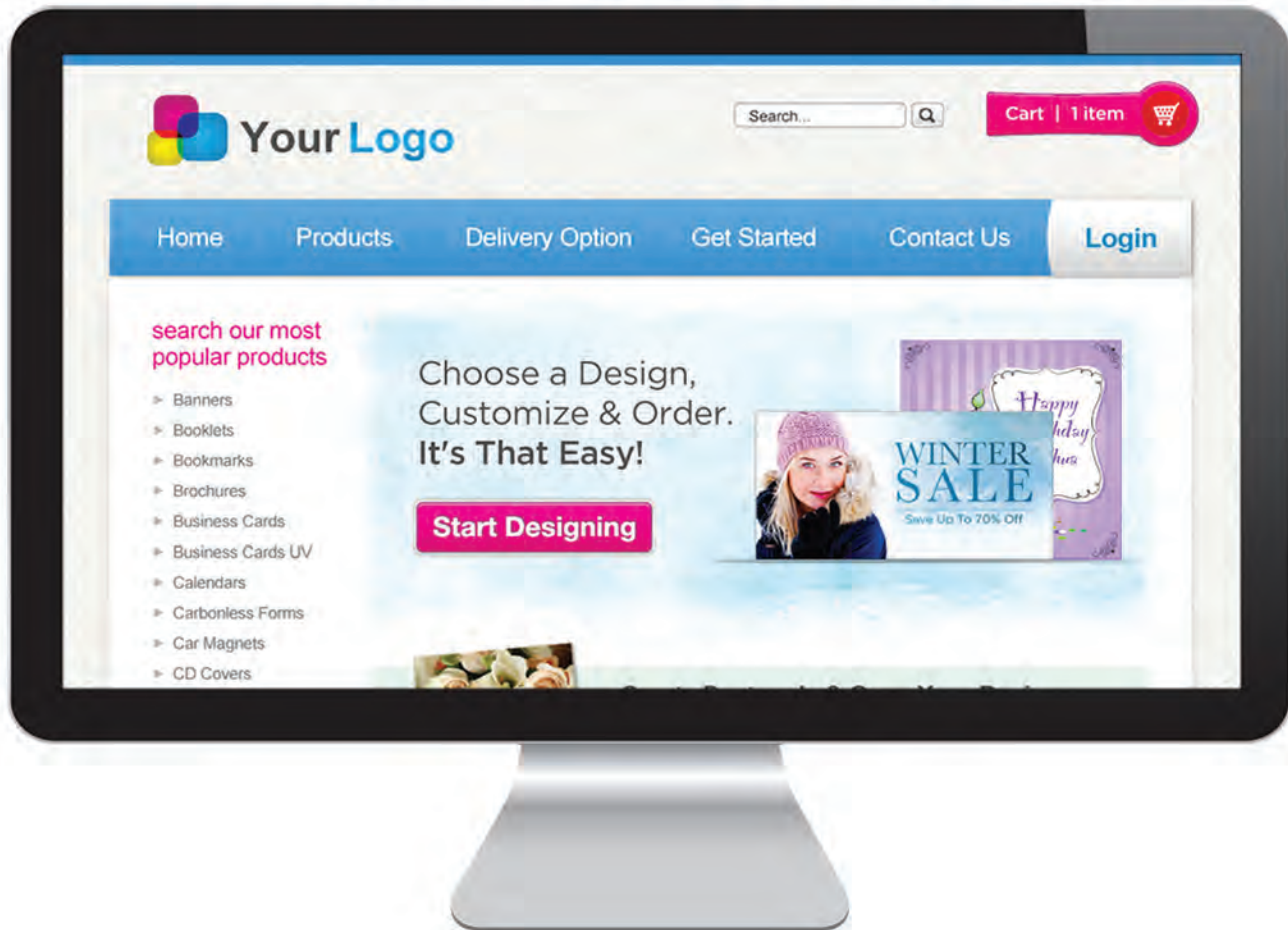 Your Logo
Search...
Cart | 1 item
Home Products Delivery Option Get Started Contact Us Login
search our most
popular products
Banners
Booklets
Bookmarks
Brochures
Business Cards
Business Cards UV
Calendars
Carbonless Forms
Car Magnets
CD Covers
Choose a Design,
Customize & Order.
It's That Easy!
Start Designing
Happy
WINTER
SALE
Save Up To 70% Off